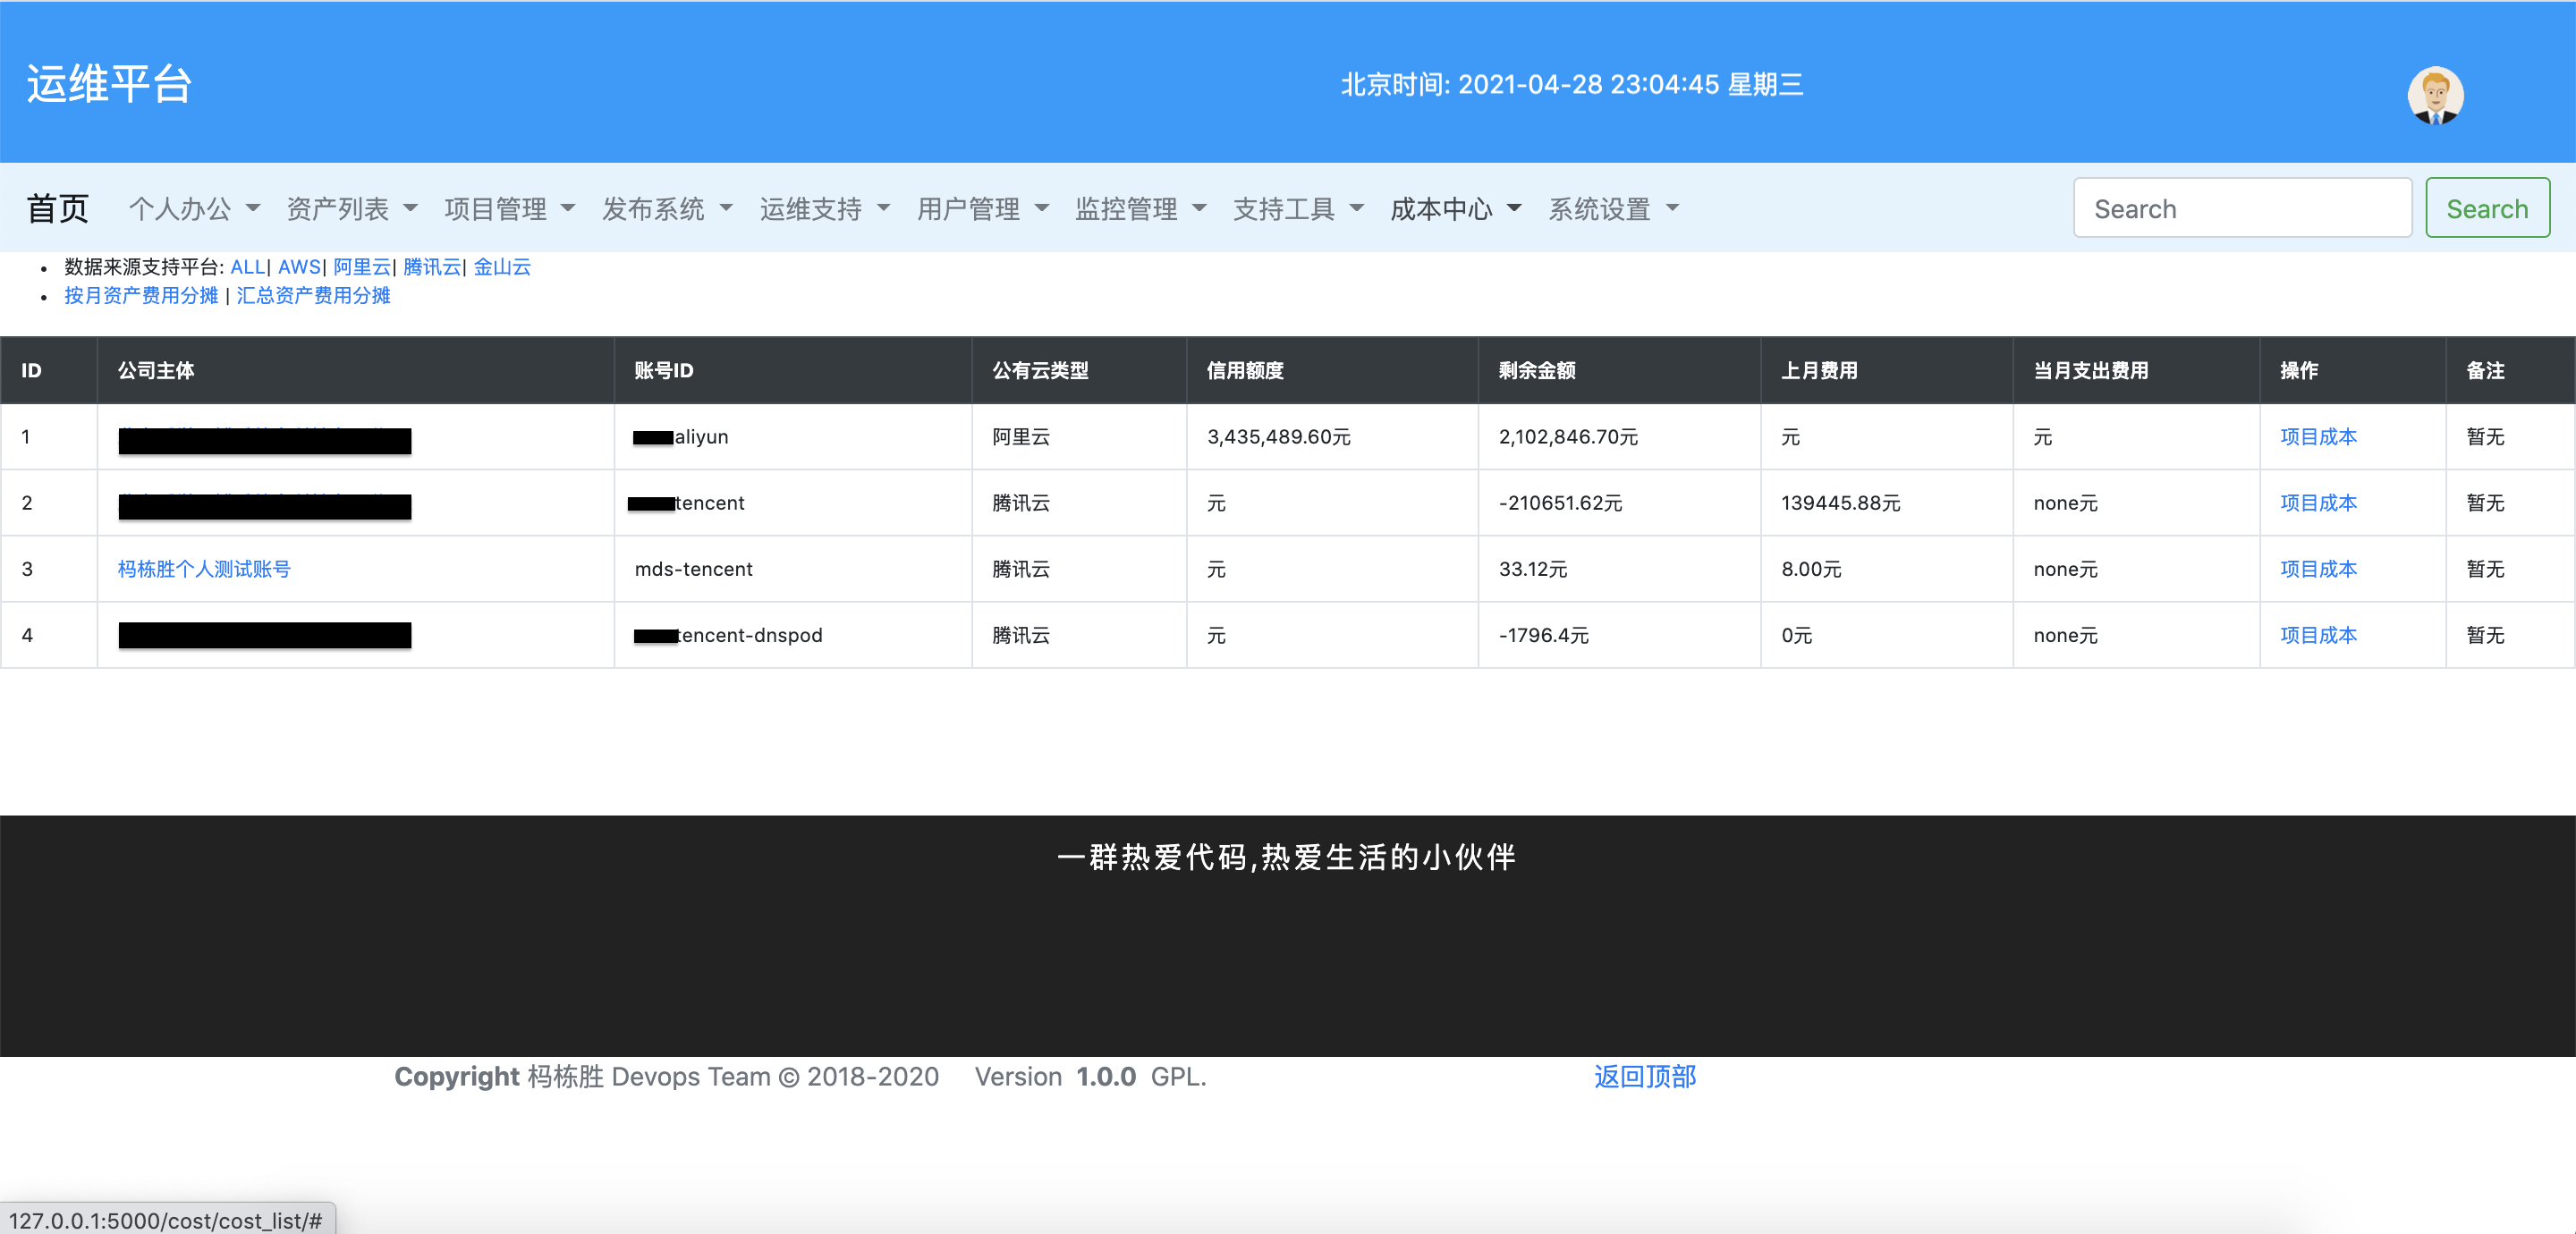 运维平台
北京时间: 2021-04-28 23:04:45 星期三
首页 个人办公 资产列表 项目管理 发布系统 运维支持 用户管理 监控管理 支持工具 成本中心 系统设置 Search Search
数据来源支持平台: ALL| AWS| 阿里云| 腾讯云| 金山云
按月资产费用分摊 | 汇总资产费用分摊
ID 公司主体 账号ID 公有云类型 信用额度 剩余金额 上月费用 当月支出费用 操作 备注
1 aliyun 阿里云 3,435,489.60元 2,102,846.70元 元 元 项目成本 暂无
2 tencent 腾讯云 元 -210651.62元 139445.88元 none元 项目成本 暂无
3 杩栋胜个人测试账号 mds-tencent 腾讯云 元 33.12元 8.00元 none元 项目成本 暂无
4 tencent-dnspod 腾讯云 元 -1796.4元 0元 none元 项目成本 暂无
一群热爱代码,热爱生活的小伙伴
Copyright 杩栋胜 Devops Team © 2018-2020 Version 1.0.0 GPL. 返回顶部
127.0.0.1:5000/cost/cost_list/#